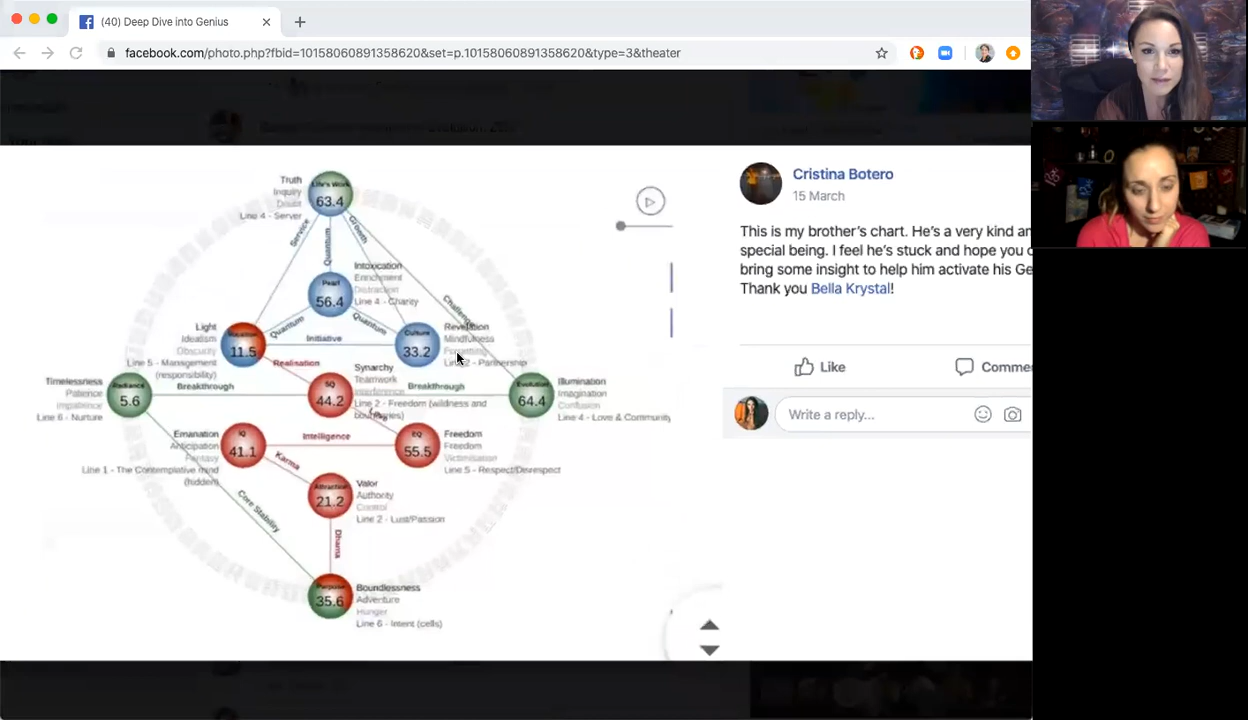 (40) Deep Dive into Genius
facebook.com/photo.php?fbid=10158060891358620&set=p.10158060891358620&type=3&theater
Cristina Botero
15 March
This is my brother's chart. He's a very kind an
special being. I feel he's stuck and hope you c
bring some insight to help him activate his Ge
Thank you Bella Krystal!
Like
Comme
Write a reply...
Truth
Inquiry
Doubt
Line 4 - Server
Life's Work
63.4
Service
Quantum
Growth
Challenge
Intoxication
Enrichment
Distraction
Line 4 - Charity
Pearl
56.4
Quantum
Quantum
Light
Idealism
Obscurity
Line 5 - Management
(responsibility)
11.5
Initiative
Culture
33.2
Revelation
Mindfulness
Forgetting
Line 2 - Partnership
Realisation
Timelessness
Patience
Impatience
Line 6 - Nurture
Radiance
5.6
Breakthrough
SQ
44.2
Synarchy
Teamwork
Interference
Line 2 - Freedom (wildness and
boundaries)
Breakthrough
Evolution
64.4
Illumination
Imagination
Confusion
Line 4 - Love & Community
Emanation
Anticipation
Fantasy
Line 1 - The Contemplative mind
(hidden)
IQ
41.1
Intelligence
EQ
55.5
Freedom
Freedom
Victimisation
Line 5 - Respect/Disrespect
Karma
Attraction
21.2
Valor
Authority
Control
Line 2 - Lust/Passion
Core Stability
Dharma
Purpose
35.6
Boundlessness
Adventure
Hunger
Line 6 - Intent (cells)